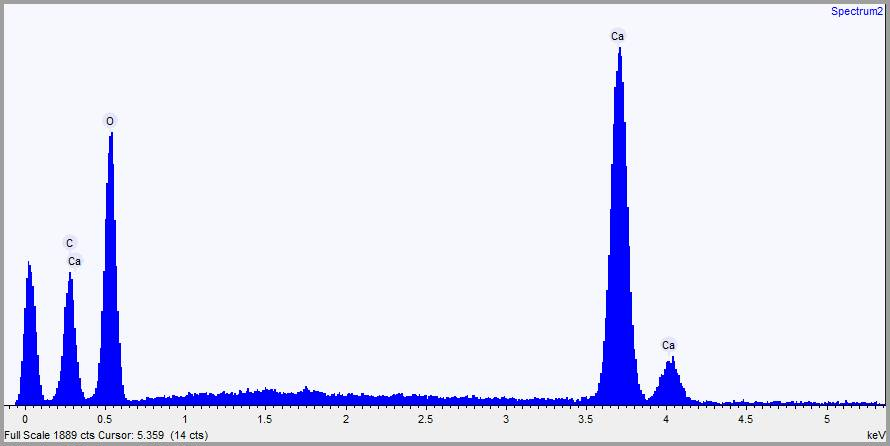 Spectrum2
Ca
O
C
Ca
Ca
0 0.5 1 1.5 2 2.5 3 3.5 4 4.5 5
Full Scale 1889 cts Cursor: 5.359 (14 cts) keV